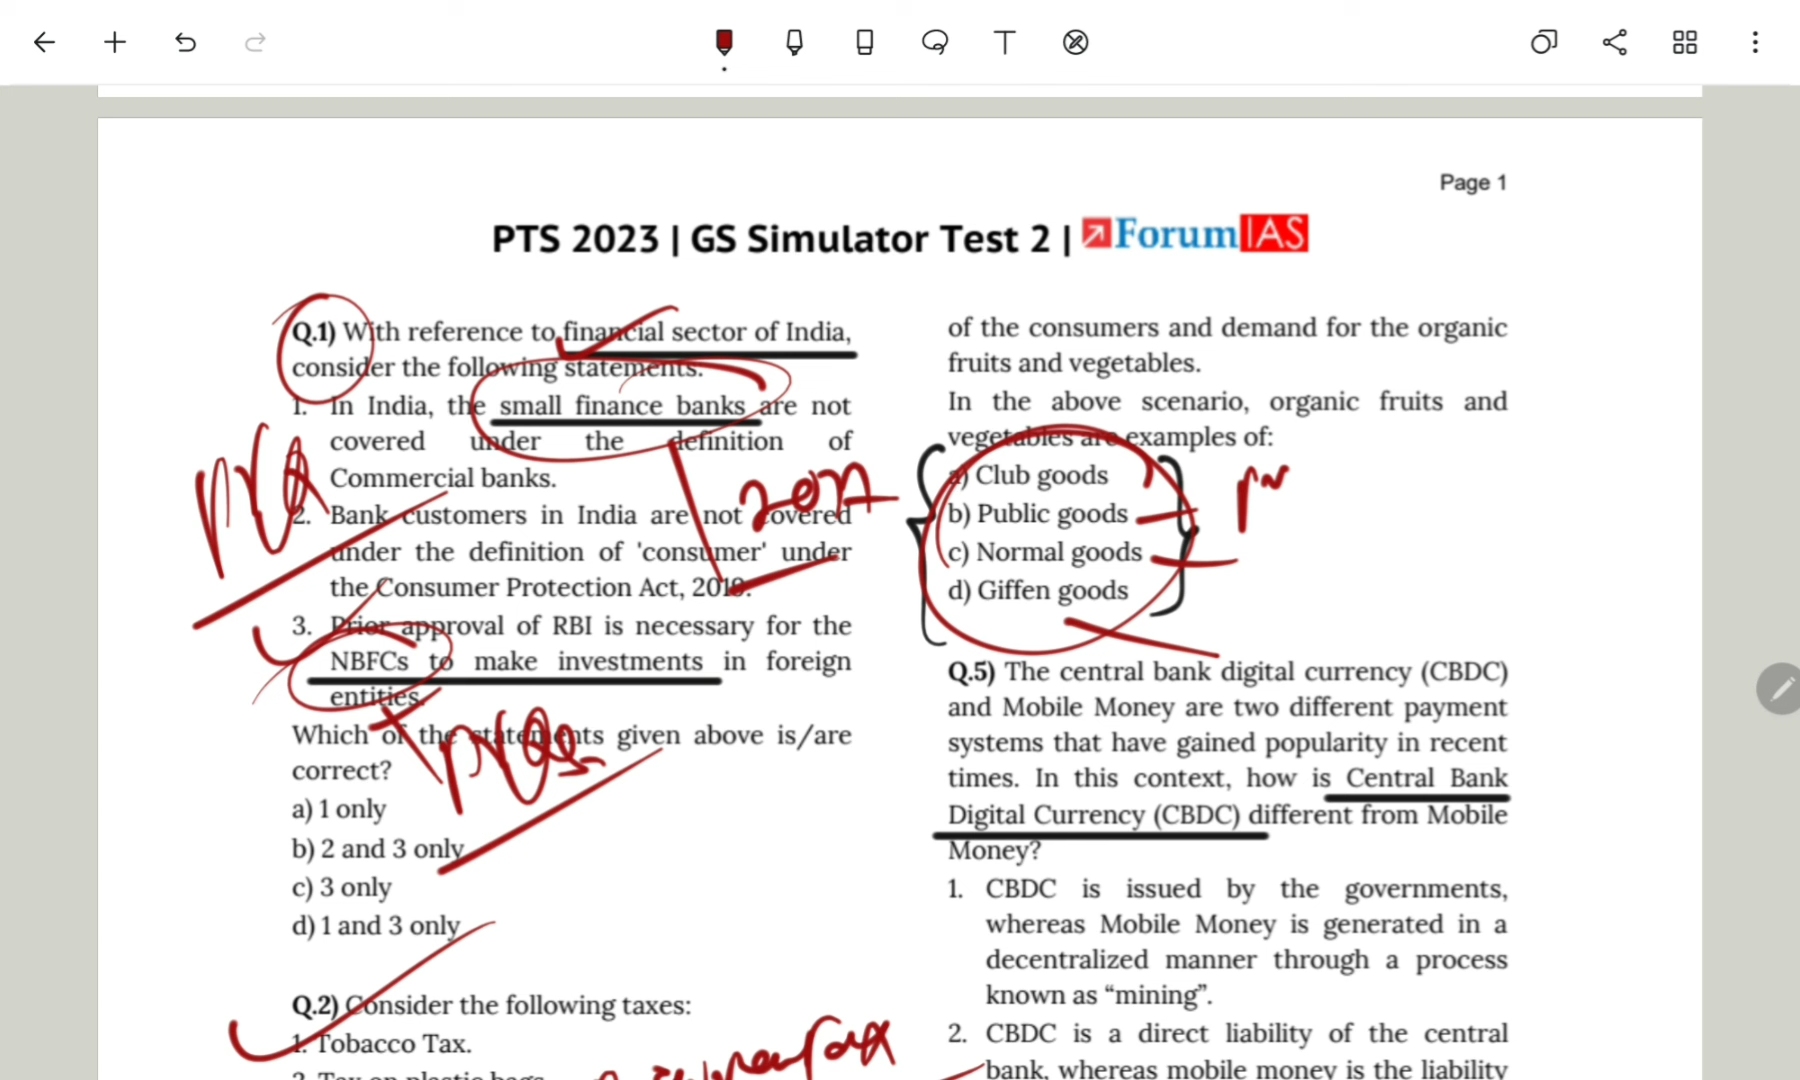 Page 1
PTS 2023 | GS Simulator Test 2 | ForumIAS
Q.1) With reference to financial sector of India,
consider the following statements:
1. In India, the small finance banks are not
covered under the definition of
Commercial banks.
2. Bank customers in India are not covered
under the definition of 'consumer' under
the Consumer Protection Act, 2019.
3. Prior approval of RBI is necessary for the
NBFCs to make investments in foreign
entities.
Which of the statements given above is/are
correct?
a) 1 only
b) 2 and 3 only
c) 3 only
d) 1 and 3 only
Q.2) Consider the following taxes:
1. Tobacco Tax.
2. Tax on plastic bags
of the consumers and demand for the organic
fruits and vegetables.
In the above scenario, organic fruits and
vegetables are examples of:
a) Club goods
b) Public goods
c) Normal goods
d) Giffen goods
Q.5) The central bank digital currency (CBDC)
and Mobile Money are two different payment
systems that have gained popularity in recent
times. In this context, how is Central Bank
Digital Currency (CBDC) different from Mobile
Money?
1. CBDC is issued by the governments,
whereas Mobile Money is generated in a
decentralized manner through a process
known as “mining”.
2. CBDC is a direct liability of the central
bank, whereas mobile money is the liability